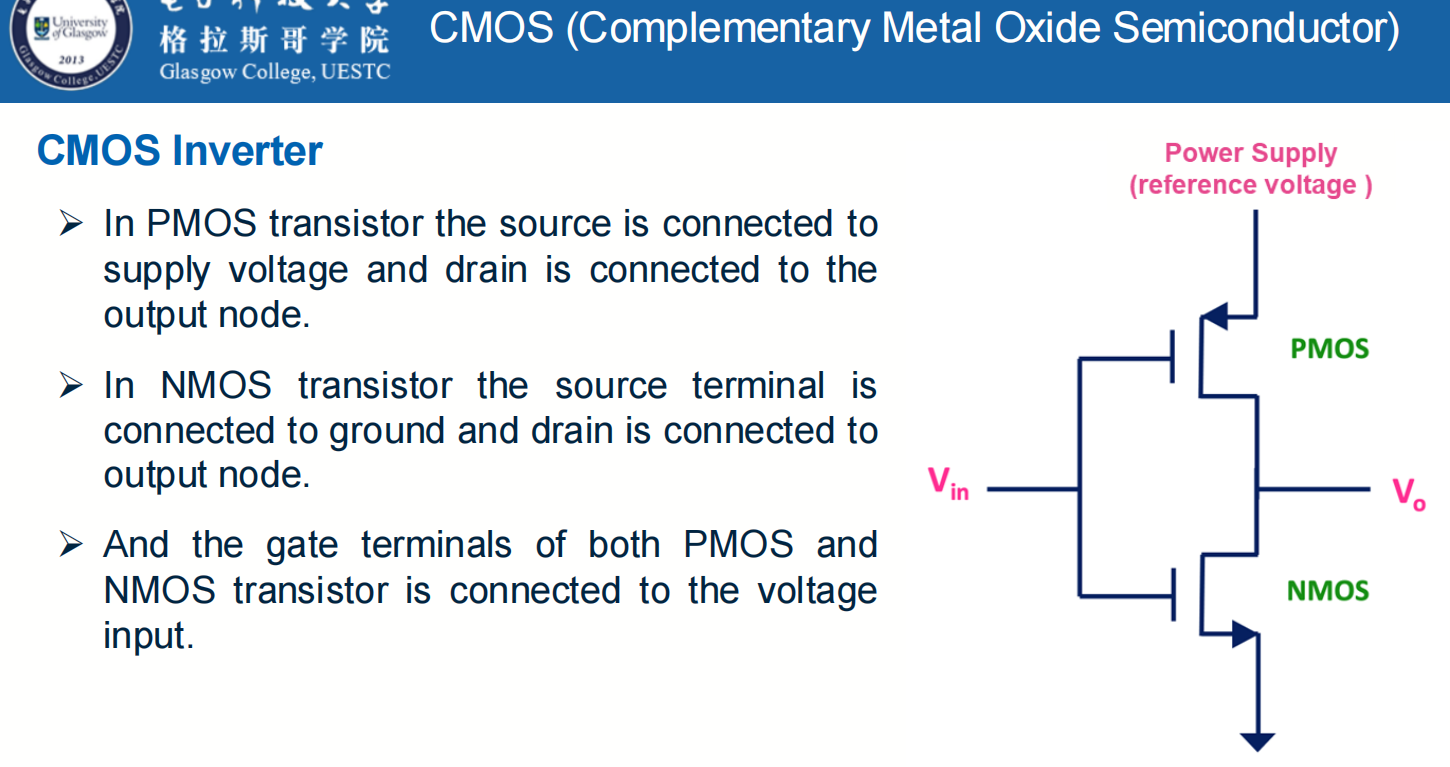 University
of Glasgow
2013
Glasgow College, UESTC
格拉斯哥学院
Glasgow College, UESTC
CMOS (Complementary Metal Oxide Semiconductor)
CMOS Inverter
➢ In PMOS transistor the source is connected to
supply voltage and drain is connected to the
output node.
➢ In NMOS transistor the source terminal is
connected to ground and drain is connected to
output node.
➢ And the gate terminals of both PMOS and
NMOS transistor is connected to the voltage
input.
Power Supply
(reference voltage )
PMOS
Vin
Vo
NMOS